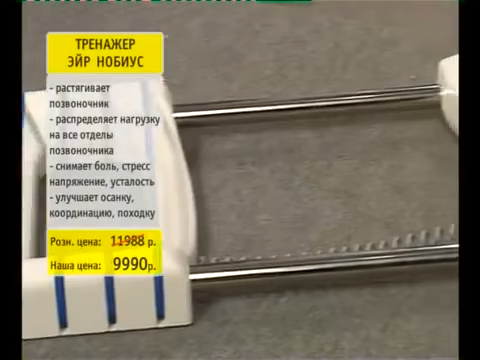 ТРЕНАЖЕР
ЭЙР НОБИУС
- растягивает
позвоночник
- распределяет нагрузку
на все отделы
позвоночника
- снимает боль, стресс
напряжение, усталость
- улучшает осанку,
координацию, походку
Розн. цена: 11988 р.
Наша цена: 9990р.